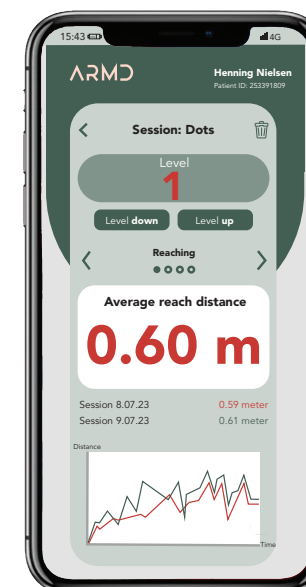 15:43 4G
ARMD
Henning Nielsen
Patient ID: 253391809
Session: Dots
Level
1
Level down Level up
Reaching
Average reach distance
0.60 m
Session 8.07.23 0.59 meter
Session 9.07.23 0.61 meter
Distance
Time